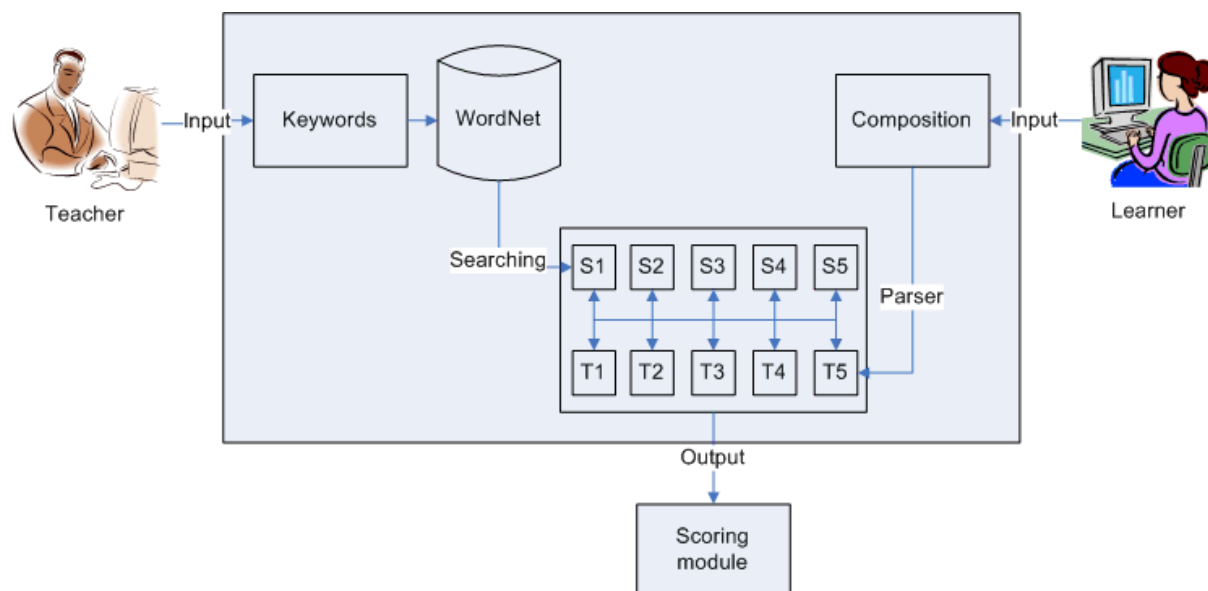 Teacher
Input
Keywords
WordNet
Composition
Input
Learner
Searching
S1 S2 S3 S4 S5
Parser
T1 T2 T3 T4 T5
Output
Scoring
module